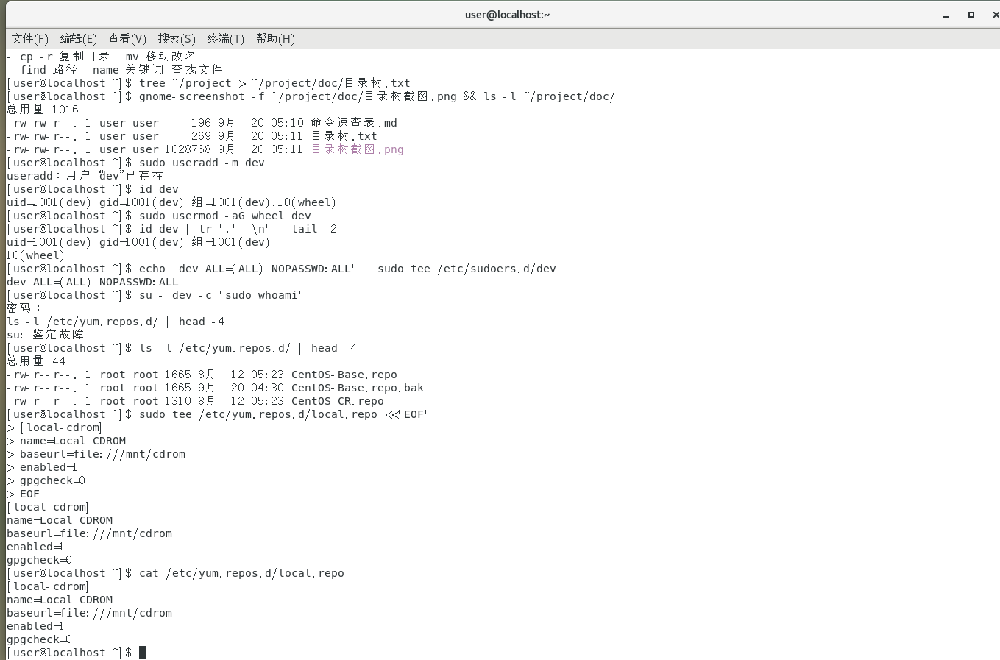 user@localhost:~
文件(F) 编辑(E) 查看(V) 搜索(S) 终端(T) 帮助(H)
- cp -r 复制目录  mv 移动改名
- find 路径 -name 关键词 查找文件
[user@localhost ~]$ tree ~/project > ~/project/doc/目录树.txt
[user@localhost ~]$ gnome-screenshot -f ~/project/doc/目录树截图.png && ls -l ~/project/doc/
总用量 1016
-rw-rw-r--. 1 user user     196 9月  20 05:10 命令速查表.md
-rw-rw-r--. 1 user user     269 9月  20 05:11 目录树.txt
-rw-rw-r--. 1 user user 1028768 9月  20 05:11 目录树截图.png
[user@localhost ~]$ sudo useradd -m dev
useradd：用户“dev”已存在
[user@localhost ~]$ id dev
uid=1001(dev) gid=1001(dev) 组=1001(dev),10(wheel)
[user@localhost ~]$ sudo usermod -aG wheel dev
[user@localhost ~]$ id dev | tr ',' '\n' | tail -2
uid=1001(dev) gid=1001(dev) 组=1001(dev)
10(wheel)
[user@localhost ~]$ echo 'dev ALL=(ALL) NOPASSWD:ALL' | sudo tee /etc/sudoers.d/dev
dev ALL=(ALL) NOPASSWD:ALL
[user@localhost ~]$ su - dev -c 'sudo whoami'
密码：
ls -l /etc/yum.repos.d/ | head -4
su: 鉴定故障
[user@localhost ~]$ ls -l /etc/yum.repos.d/ | head -4
总用量 44
-rw-r--r--. 1 root root 1665 8月  12 05:23 CentOS-Base.repo
-rw-r--r--. 1 root root 1665 9月  20 04:30 CentOS-Base.repo.bak
-rw-r--r--. 1 root root 1310 8月  12 05:23 CentOS-CR.repo
[user@localhost ~]$ sudo tee /etc/yum.repos.d/local.repo <<'EOF'
> [local-cdrom]
> name=Local CDROM
> baseurl=file:///mnt/cdrom
> enabled=1
> gpgcheck=0
> EOF
[local-cdrom]
name=Local CDROM
baseurl=file:///mnt/cdrom
enabled=1
gpgcheck=0
[user@localhost ~]$ cat /etc/yum.repos.d/local.repo
[local-cdrom]
name=Local CDROM
baseurl=file:///mnt/cdrom
enabled=1
gpgcheck=0
[user@localhost ~]$